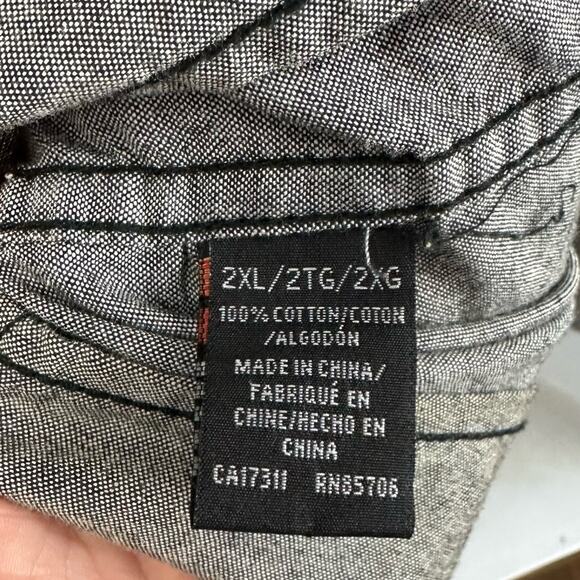 2XL/2TG/2XG
100% COTTON/COTON
/ALGODÓN
MADE IN CHINA/
FABRIQUÉ EN
CHINE/HECHO EN
CHINA
CA17311 RN85706